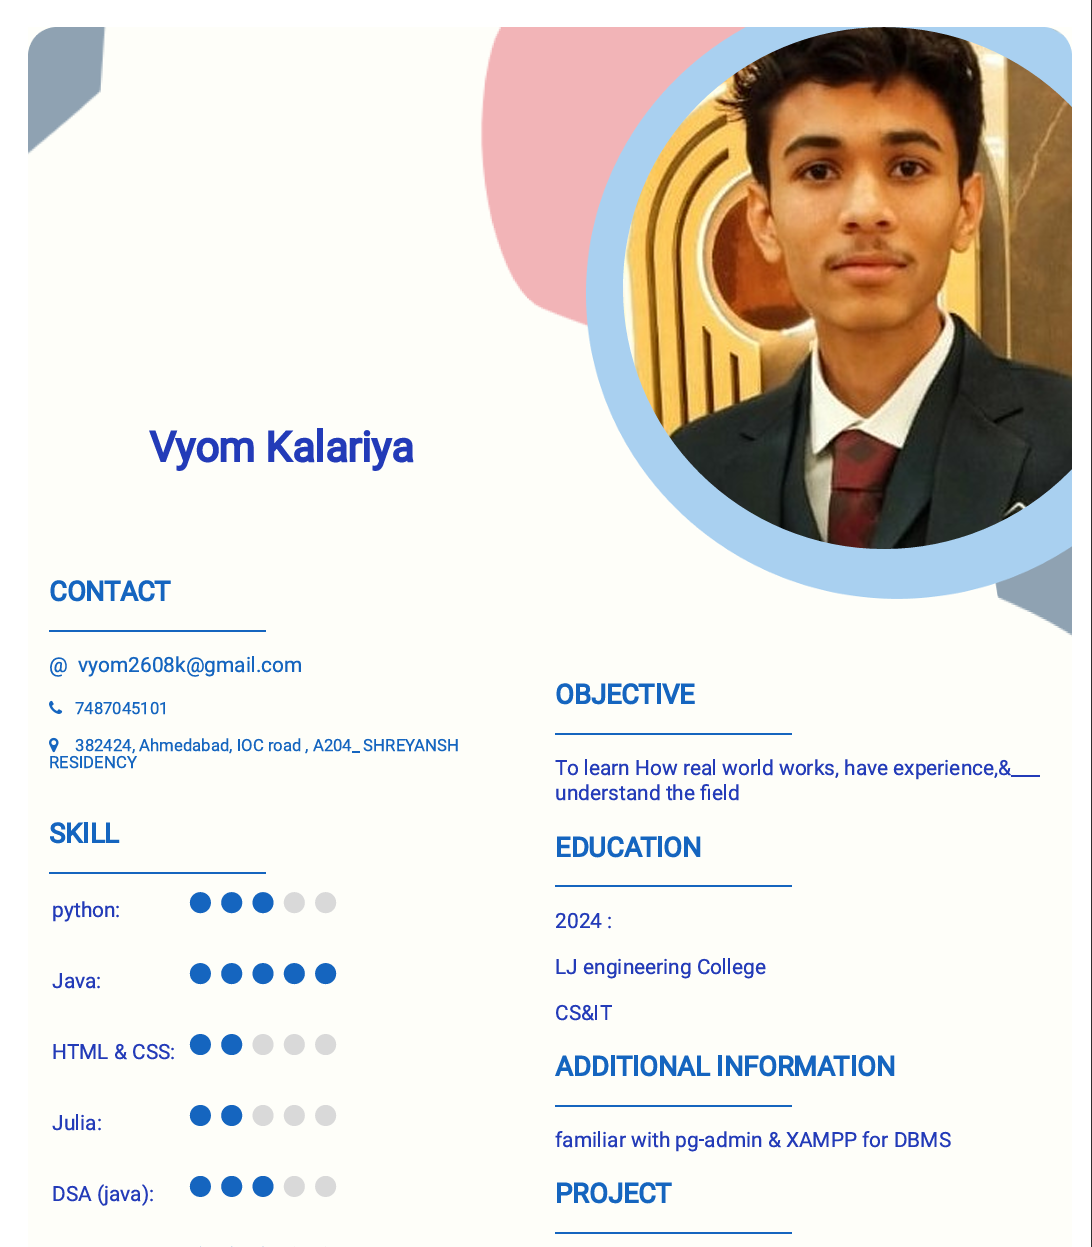 Vyom Kalariya
CONTACT
@ vyom2608k@gmail.com
7487045101
382424, Ahmedabad, IOC road , A204_ SHREYANSH
RESIDENCY
SKILL
python:
Java:
HTML & CSS:
Julia:
DSA (java):
OBJECTIVE
To learn How real world works, have experience,&___
understand the field
EDUCATION
2024 :
LJ engineering College
CS&IT
ADDITIONAL INFORMATION
familiar with pg-admin & XAMPP for DBMS
PROJECT